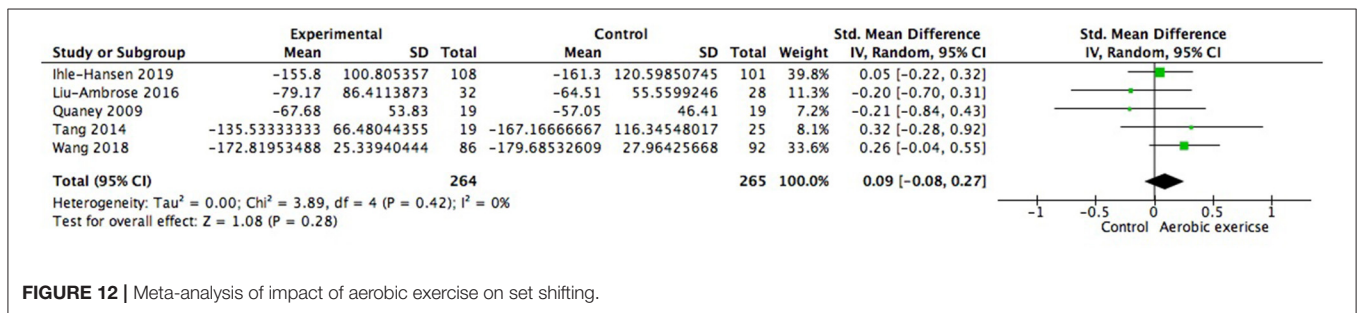 Experimental Control Std. Mean Difference Std. Mean Difference
Study or Subgroup Mean SD Total Mean SD Total Weight IV, Random, 95% CI IV, Random, 95% CI
Ihle-Hansen 2019 -155.8 100.805357 108 -161.3 120.59850745 101 39.8% 0.05 [-0.22, 0.32]
Liu-Ambrose 2016 -79.17 86.4113873 32 -64.51 55.5599246 28 11.3% -0.20 [-0.70, 0.31]
Quaney 2009 -67.68 53.83 19 -57.05 46.41 19 7.2% -0.21 [-0.84, 0.43]
Tang 2014 -135.53333333 66.48044355 19 -167.16666667 116.34548017 25 8.1% 0.32 [-0.28, 0.92]
Wang 2018 -172.81953488 25.33940444 86 -179.68532609 27.96425668 92 33.6% 0.26 [-0.04, 0.55]
Total (95% CI) 264 265 100.0% 0.09 [-0.08, 0.27]
Heterogeneity: Tau² = 0.00; Chi² = 3.89, df = 4 (P = 0.42); I² = 0%
Test for overall effect: Z = 1.08 (P = 0.28)
-1 -0.5 0 0.5 1
Control Aerobic exericse
FIGURE 12 | Meta-analysis of impact of aerobic exercise on set shifting.